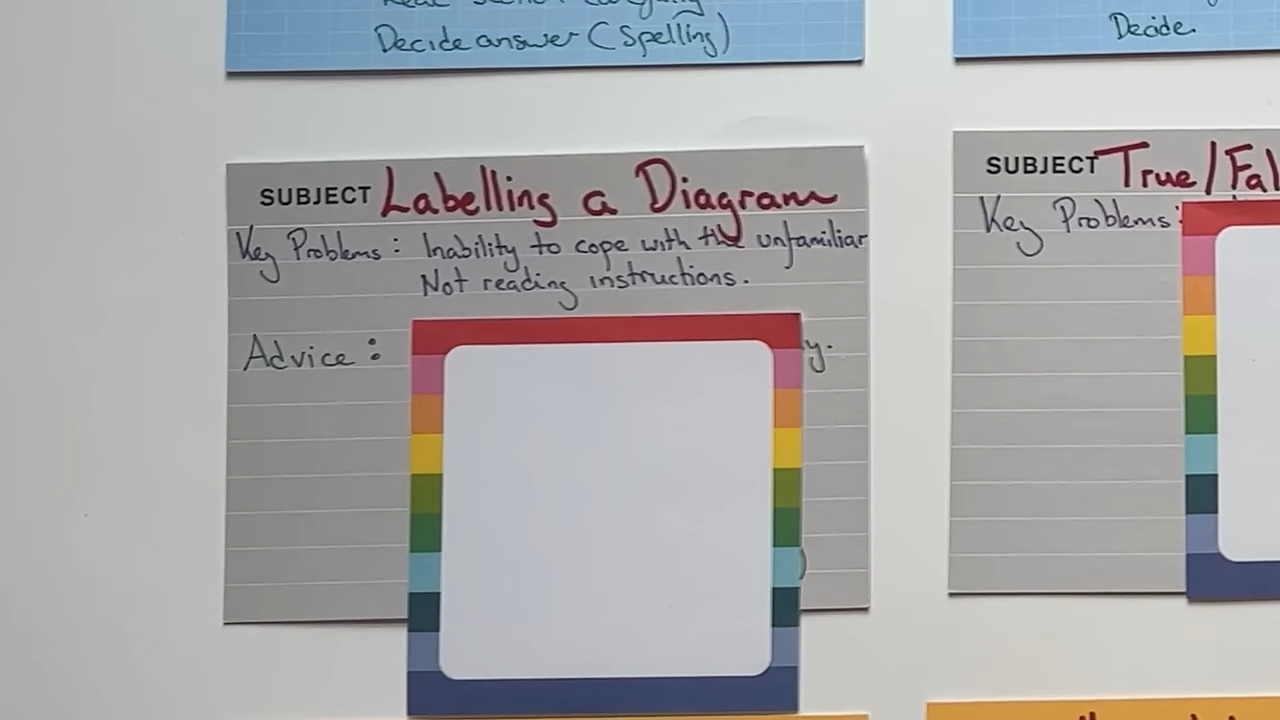 Decide answer (Spelling)
Decide.
SUBJECT Labelling a Diagram
Key Problems: Inability to cope with the unfamiliar
Not reading instructions.
Advice: y.
SUBJECT True/Fal
Key Problems: